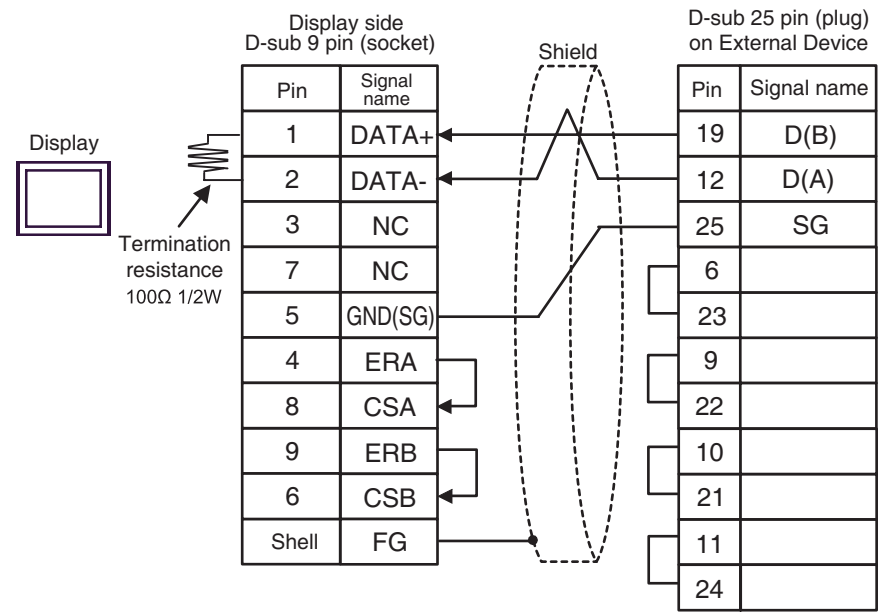 Display side
D-sub 9 pin (socket)
D-sub 25 pin (plug)
on External Device
Shield
Display
Termination
resistance
100Ω 1/2W
Pin Signal name
1 DATA+
2 DATA-
3 NC
7 NC
5 GND(SG)
4 ERA
8 CSA
9 ERB
6 CSB
Shell FG
Pin Signal name
19 D(B)
12 D(A)
25 SG
6
23
9
22
10
21
11
24